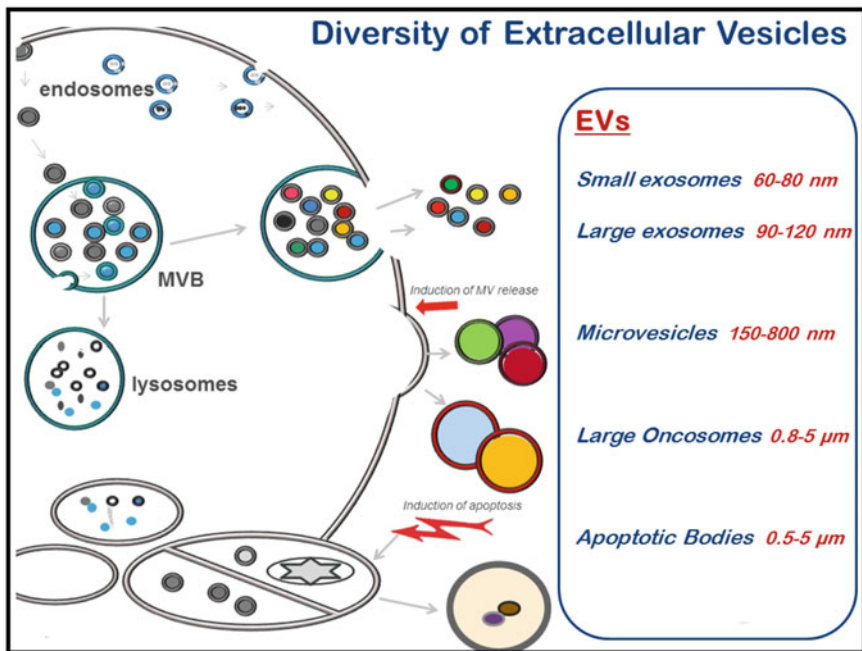 Diversity of Extracellular Vesicles
endosomes
MVB
lysosomes
Induction of MV release
Induction of apoptosis
EVs
Small exosomes 60-80 nm
Large exosomes 90-120 nm
Microvesicles 150-800 nm
Large Oncosomes 0.8-5 µm
Apoptotic Bodies 0.5-5 µm